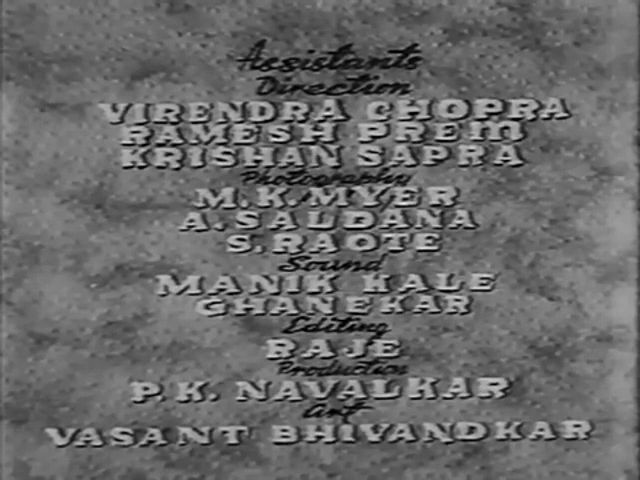 Assistants
Direction
VIRENDRA CHOPRA
RAMESH PREM
KRISHAN SAPRA
Photography
M.K.MYER
A.SALDANA
S.RAOTE
Sound
MANIK KALE
GHANEKAR
Editing
RAJE
Production
P.K. NAVALKAR
Art
VASANT BHIVANDKAR